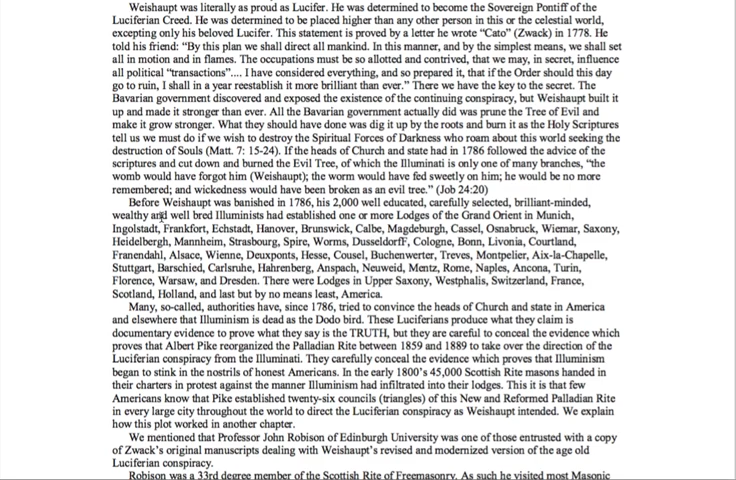 Weishaupt was literally as proud as Lucifer. He was determined to become the Sovereign Pontiff of the
Luciferian Creed. He was determined to be placed higher than any other person in this or the celestial world,
excepting only his beloved Lucifer. This statement is proved by a letter he wrote “Cato” (Zwack) in 1778. He
told his friend: “By this plan we shall direct all mankind. In this manner, and by the simplest means, we shall set
all in motion and in flames. The occupations must be so allotted and contrived, that we may, in secret, influence
all political “transactions”.... I have considered everything, and so prepared it, that if the Order should this day
go to ruin, I shall in a year reestablish it more brilliant than ever.” There we have the key to the secret. The
Bavarian government discovered and exposed the existence of the continuing conspiracy, but Weishaupt built it
up and made it stronger than ever. All the Bavarian government actually did was prune the Tree of Evil and
make it grow stronger. What they should have done was dig it up by the roots and burn it as the Holy Scriptures
tell us we must do if we wish to destroy the Spiritual Forces of Darkness who roam about this world seeking the
destruction of Souls (Matt. 7: 15-24). If the heads of Church and state had in 1786 followed the advice of the
scriptures and cut down and burned the Evil Tree, of which the Illuminati is only one of many branches, “the
womb would have forgot him (Weishaupt); the worm would have fed sweetly on him; he would be no more
remembered; and wickedness would have been broken as an evil tree.” (Job 24:20)
Before Weishaupt was banished in 1786, his 2,000 well educated, carefully selected, brilliant-minded,
wealthy and well bred Illuminists had established one or more Lodges of the Grand Orient in Munich,
Ingolstadt, Frankfort, Echstadt, Hanover, Brunswick, Calbe, Magdeburgh, Cassel, Osnabruck, Wiemar, Saxony,
Heidelbergh, Mannheim, Strasbourg, Spire, Worms, DusseldorfF, Cologne, Bonn, Livonia, Courtland,
Franendahl, Alsace, Wienne, Deuxponts, Hesse, Cousel, Buchenwerter, Treves, Montpelier, Aix-la-Chapelle,
Stuttgart, Barschied, Carlsruhe, Hahrenberg, Anspach, Neuweid, Mentz, Rome, Naples, Ancona, Turin,
Florence, Warsaw, and Dresden. There were Lodges in Upper Saxony, Westphalis, Switzerland, France,
Scotland, Holland, and last but by no means least, America.
Many, so-called, authorities have, since 1786, tried to convince the heads of Church and state in America
and elsewhere that Illuminism is dead as the Dodo bird. These Luciferians produce what they claim is
documentary evidence to prove what they say is the TRUTH, but they are careful to conceal the evidence which
proves that Albert Pike reorganized the Palladian Rite between 1859 and 1889 to take over the direction of the
Luciferian conspiracy from the Illuminati. They carefully conceal the evidence which proves that Illuminism
began to stink in the nostrils of honest Americans. In the early 1800’s 45,000 Scottish Rite masons handed in
their charters in protest against the manner Illuminism had infiltrated into their lodges. This it is that few
Americans know that Pike established twenty-six councils (triangles) of this New and Reformed Palladian Rite
in every large city throughout the world to direct the Luciferian conspiracy as Weishaupt intended. We explain
how this plot worked in another chapter.
We mentioned that Professor John Robison of Edinburgh University was one of those entrusted with a copy
of Zwack’s original manuscripts dealing with Weishaupt’s revised and modernized version of the age old
Luciferian conspiracy.
Robison was a 33rd degree member of the Scottish Rite of Freemasonry. As such he visited most Masonic